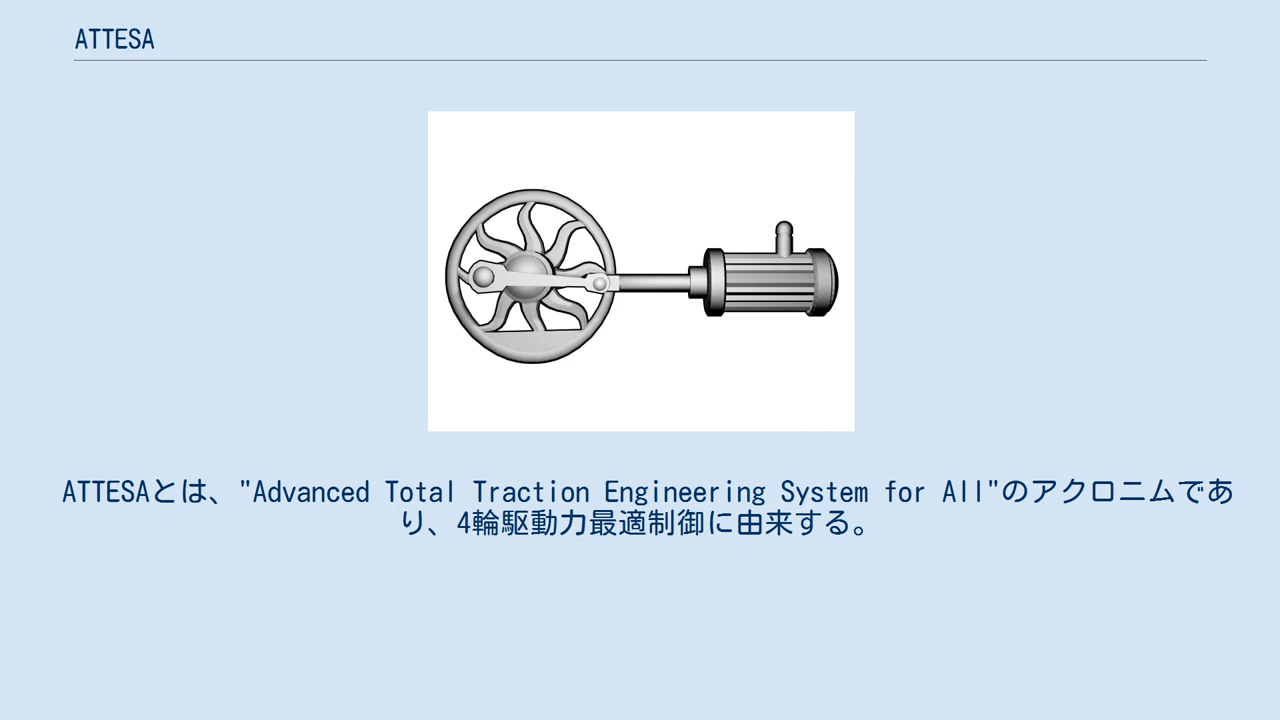 ATTESA
ATTESAとは、"Advanced Total Traction Engineering System for All"のアクロニムであ
り、4輪駆動力最適制御に由来する。